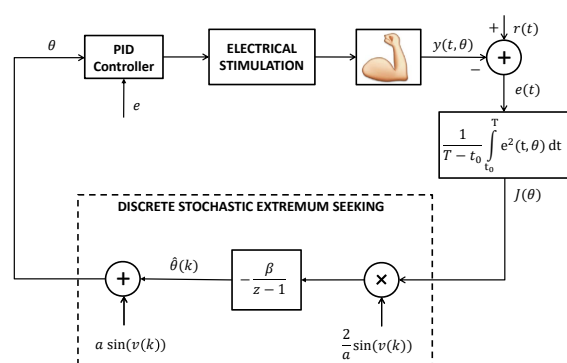 θ
PID
Controller
ELECTRICAL
STIMULATION
y(t,θ)
+
r(t)
+
−
e
e(t)
1
T − t₀
T
∫
t₀
e²(t, θ) dt
J(θ)
DISCRETE STOCHASTIC EXTREMUM SEEKING
+
θ̂(k)
− β
z − 1
×
a sin(v(k))
2
a
sin(v(k))